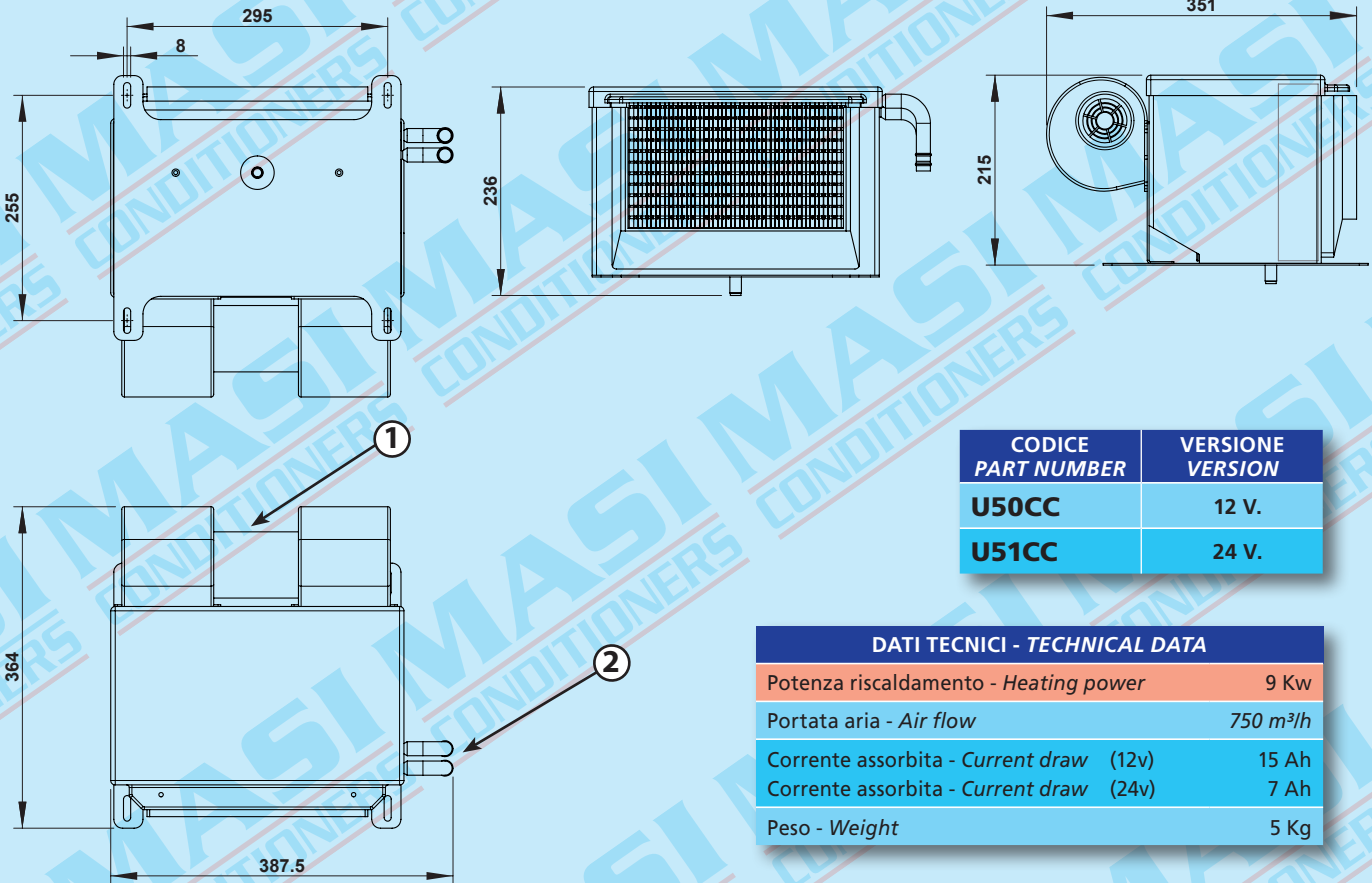 295
8
255
236
351
215
1
364
2
387.5
CODICE
PART NUMBER
VERSIONE
VERSION
U50CC
12 V.
U51CC
24 V.
DATI TECNICI - TECHNICAL DATA
Potenza riscaldamento - Heating power 9 Kw
Portata aria - Air flow 750 m³/h
Corrente assorbita - Current draw (12v) 15 Ah
Corrente assorbita - Current draw (24v) 7 Ah
Peso - Weight 5 Kg
MASI
CONDITIONERS